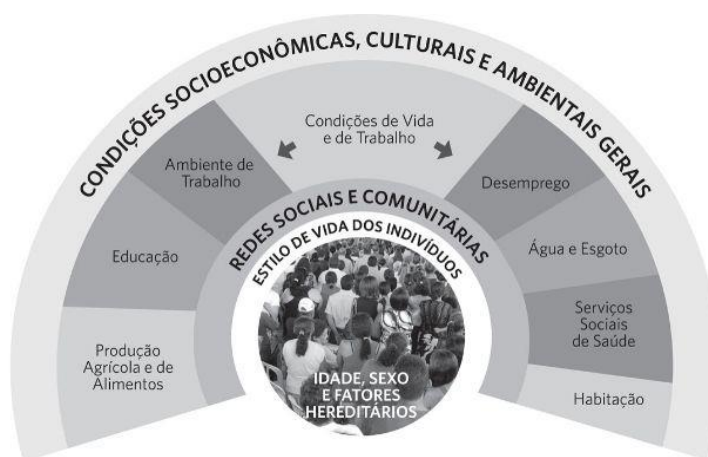 CONDIÇÕES SOCIOECONÔMICAS, CULTURAIS E AMBIENTAIS GERAIS
Condições de Vida
e de Trabalho
Ambiente de
Trabalho
Desemprego
Educação
Água e Esgoto
Produção
Agrícola e de
Alimentos
Serviços
Sociais
de Saúde
Habitação
REDES SOCIAIS E COMUNITÁRIAS
ESTILO DE VIDA DOS INDIVÍDUOS
IDADE, SEXO
E FATORES
HEREDITÁRIOS